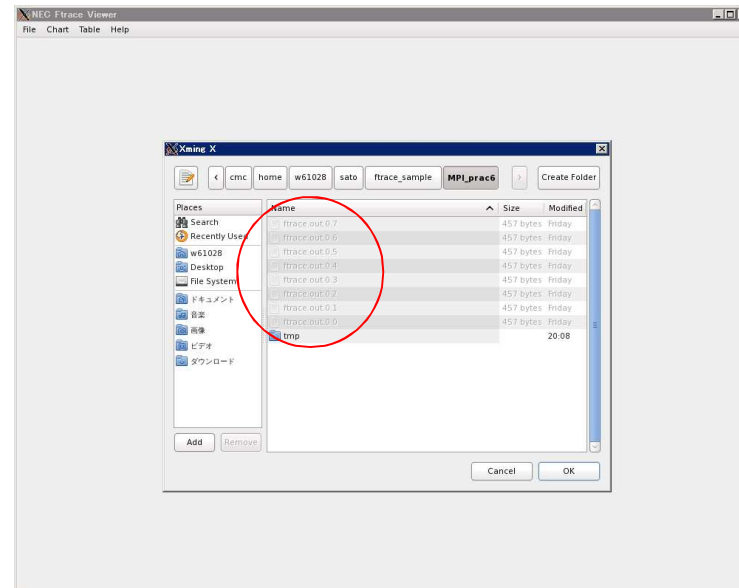 NEC Ftrace Viewer
File Chart Table Help
Xming X
cmc home w61028 sato ftrace_sample MPI_prac6 Create Folder
Places
Search
Recently Used
w61028
Desktop
File System
ドキュメント
音楽
画像
ビデオ
ダウンロード
Name Size Modified
ftrace.out.0.7 457 bytes Friday
ftrace.out.0.6 457 bytes Friday
ftrace.out.0.5 457 bytes Friday
ftrace.out.0.4 457 bytes Friday
ftrace.out.0.3 457 bytes Friday
ftrace.out.0.2 457 bytes Friday
ftrace.out.0.1 457 bytes Friday
ftrace.out.0.0 457 bytes Friday
tmp 20:08
Add Remove
Cancel OK